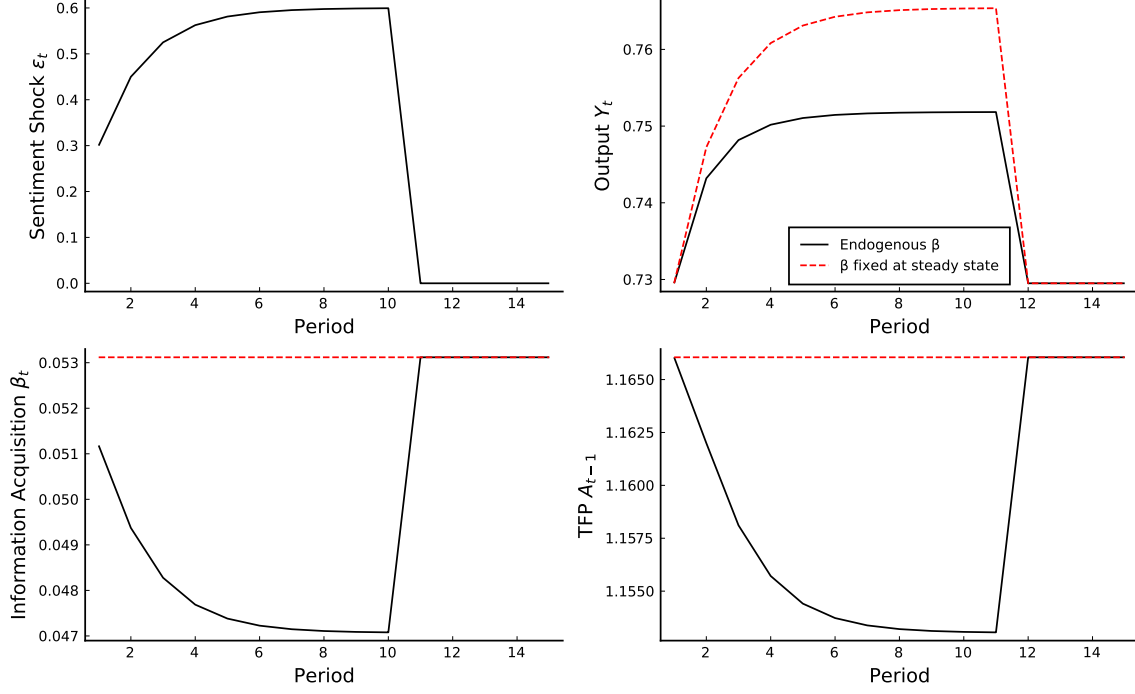 Sentiment Shock ε_t
0.6
0.5
0.4
0.3
0.2
0.1
0.0
2 4 6 8 10 12 14
Period
Output Y_t
0.76
0.75
0.74
0.73
Endogenous β
β fixed at steady state
2 4 6 8 10 12 14
Period
Information Acquisition β_t
0.053
0.052
0.051
0.050
0.049
0.048
0.047
2 4 6 8 10 12 14
Period
TFP A_{t−1}
1.1650
1.1625
1.1600
1.1575
1.1550
2 4 6 8 10 12 14
Period